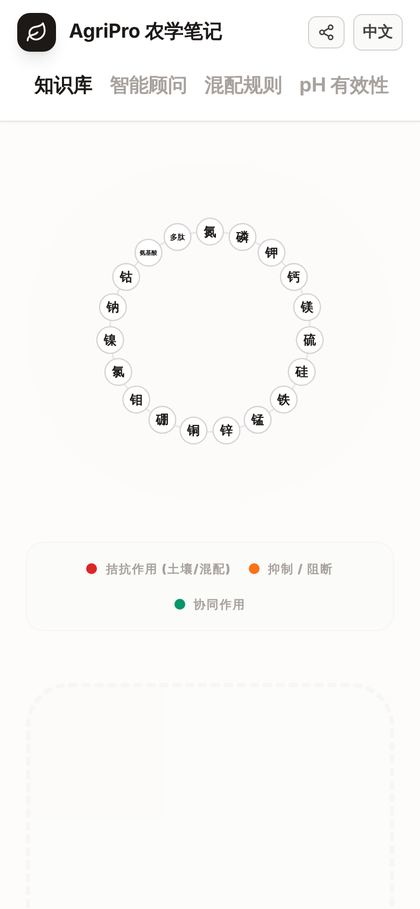 AgriPro 农学笔记
中文
知识库 智能顾问 混配规则 pH 有效性
氮
磷
钾
钙
镁
硫
硅
铁
锰
锌
铜
硼
钼
氯
镍
钠
钴
氨基酸
多肽
拮抗作用 (土壤/混配) 抑制 / 阻断
协同作用